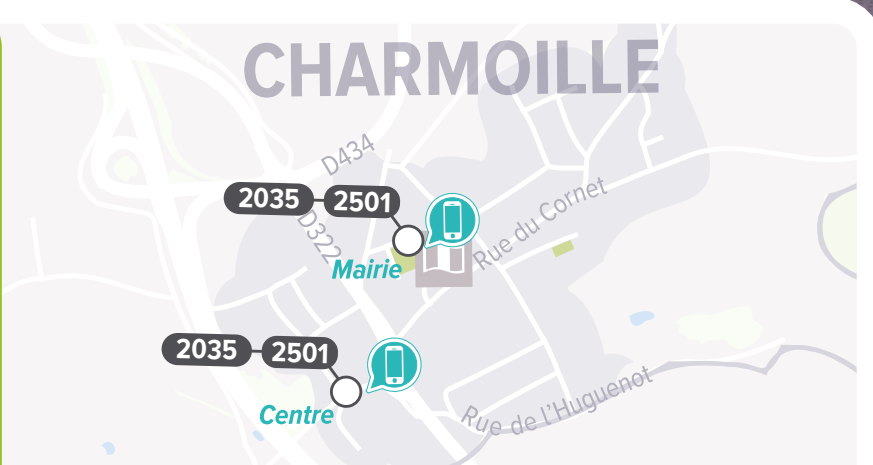 CHARMOILLE
D434
2035 2501
D322
Rue du Cornet
Mairie
2035 2501
Centre
Rue de l'Huguenot